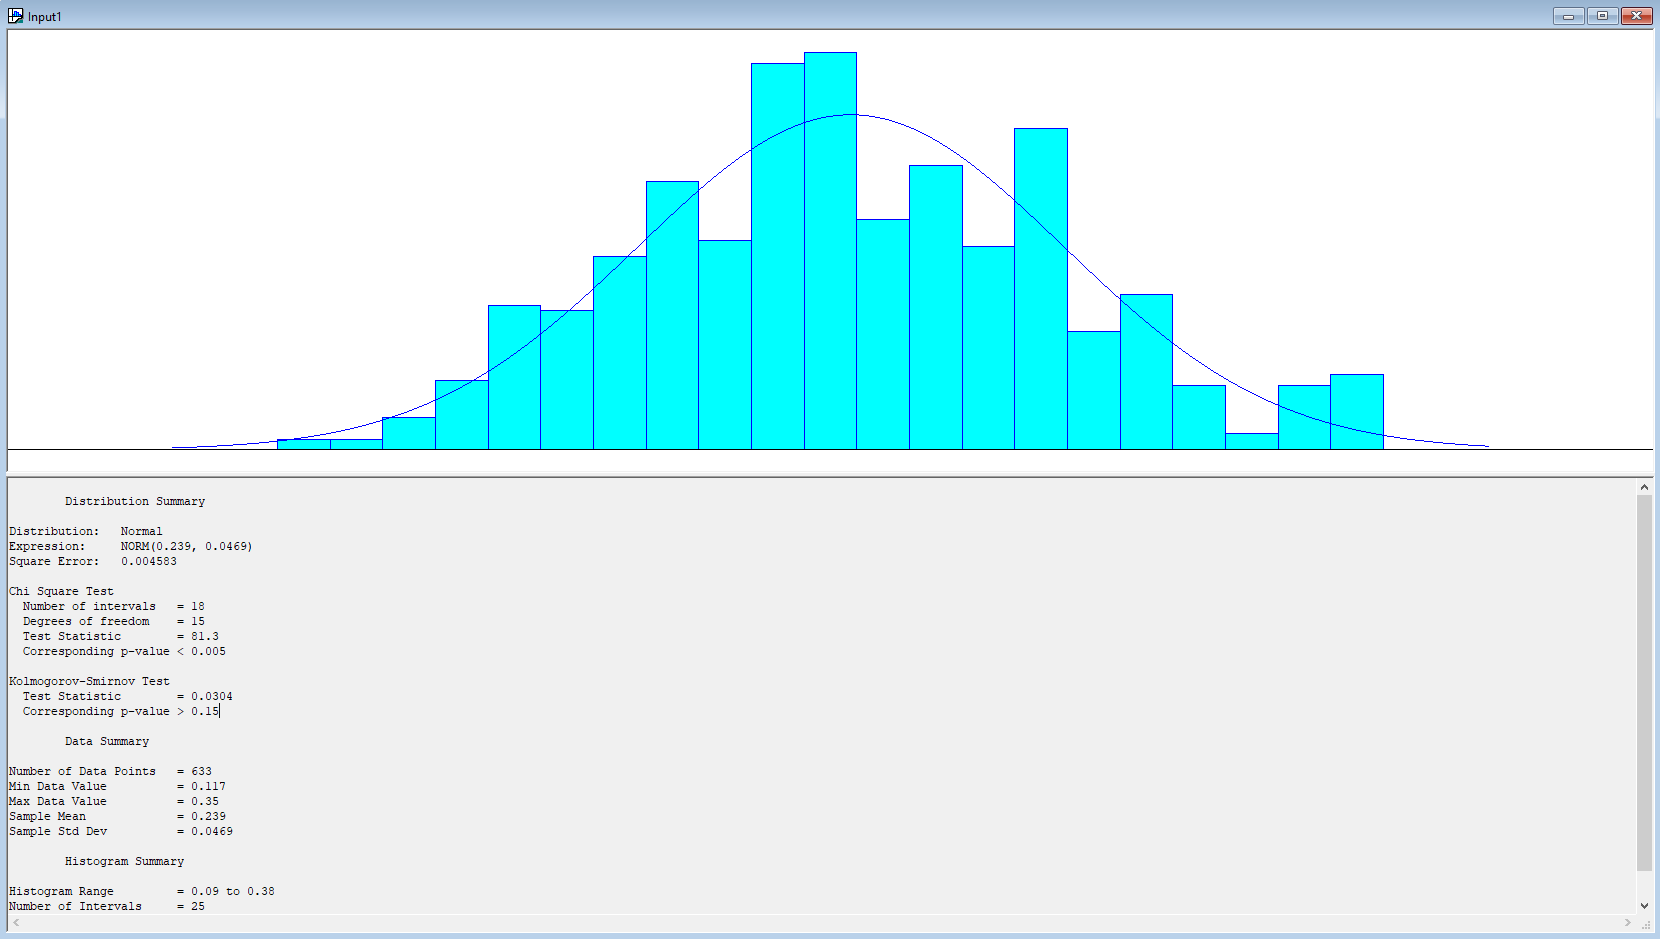 Input1
Distribution Summary
Distribution: Normal
Expression: NORM(0.239, 0.0469)
Square Error: 0.004583
Chi Square Test
Number of intervals = 18
Degrees of freedom = 15
Test Statistic = 81.3
Corresponding p-value < 0.005
Kolmogorov-Smirnov Test
Test Statistic = 0.0304
Corresponding p-value > 0.15
Data Summary
Number of Data Points = 633
Min Data Value = 0.117
Max Data Value = 0.35
Sample Mean = 0.239
Sample Std Dev = 0.0469
Histogram Summary
Histogram Range = 0.09 to 0.38
Number of Intervals = 25